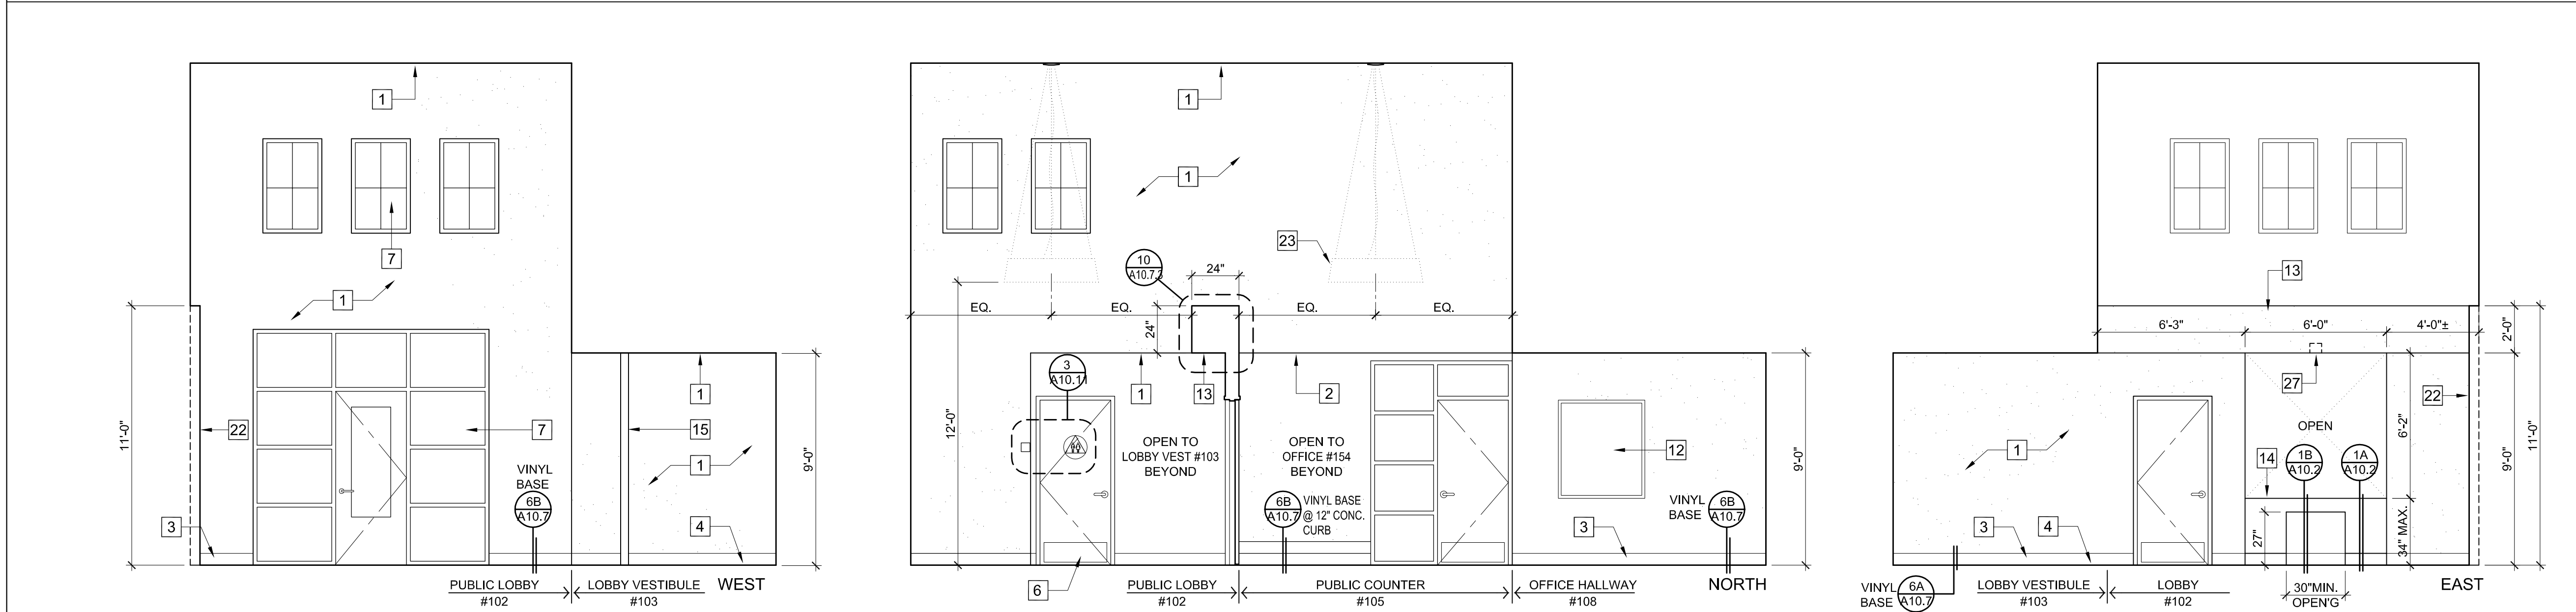 1
7
1
11'-0"
22
7
15
1
1
9'-0"
VINYL
BASE
6B
A10.7
3
4
PUBLIC LOBBY
#102
LOBBY VESTIBULE
#103
WEST
1
1
23
10
A10.7.3
24"
EQ.
EQ.
EQ.
EQ.
24"
12'-0"
3
A10.11
1
13
2
OPEN TO
LOBBY VEST #103
BEYOND
OPEN TO
OFFICE #154
BEYOND
12
9'-0"
6B
A10.7
VINYL BASE
@ 12" CONC.
CURB
VINYL
BASE
6B
A10.7
3
6
PUBLIC LOBBY
#102
PUBLIC COUNTER
#105
OFFICE HALLWAY
#108
NORTH
13
6'-3"
6'-0"
4'-0"±
2'-0"
27
22
OPEN
6'-2"
1
14
1B
A10.2
1A
A10.2
9'-0"
11'-0"
3
4
27"
34" MAX.
VINYL
BASE
6A
A10.7
LOBBY VESTIBULE
#103
LOBBY
#102
30"MIN.
OPEN'G
EAST